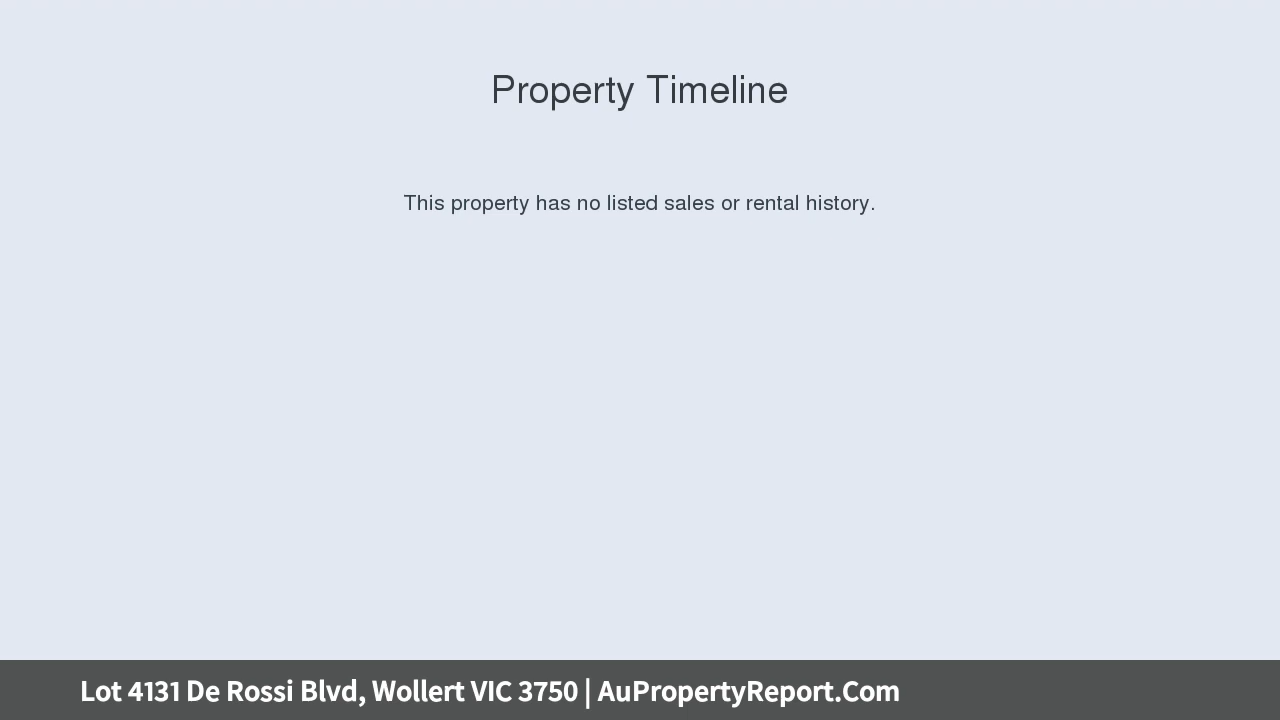 Property Timeline
This property has no listed sales or rental history.
Lot 4131 De Rossi Blvd, Wollert VIC 3750 | AuPropertyReport.Com